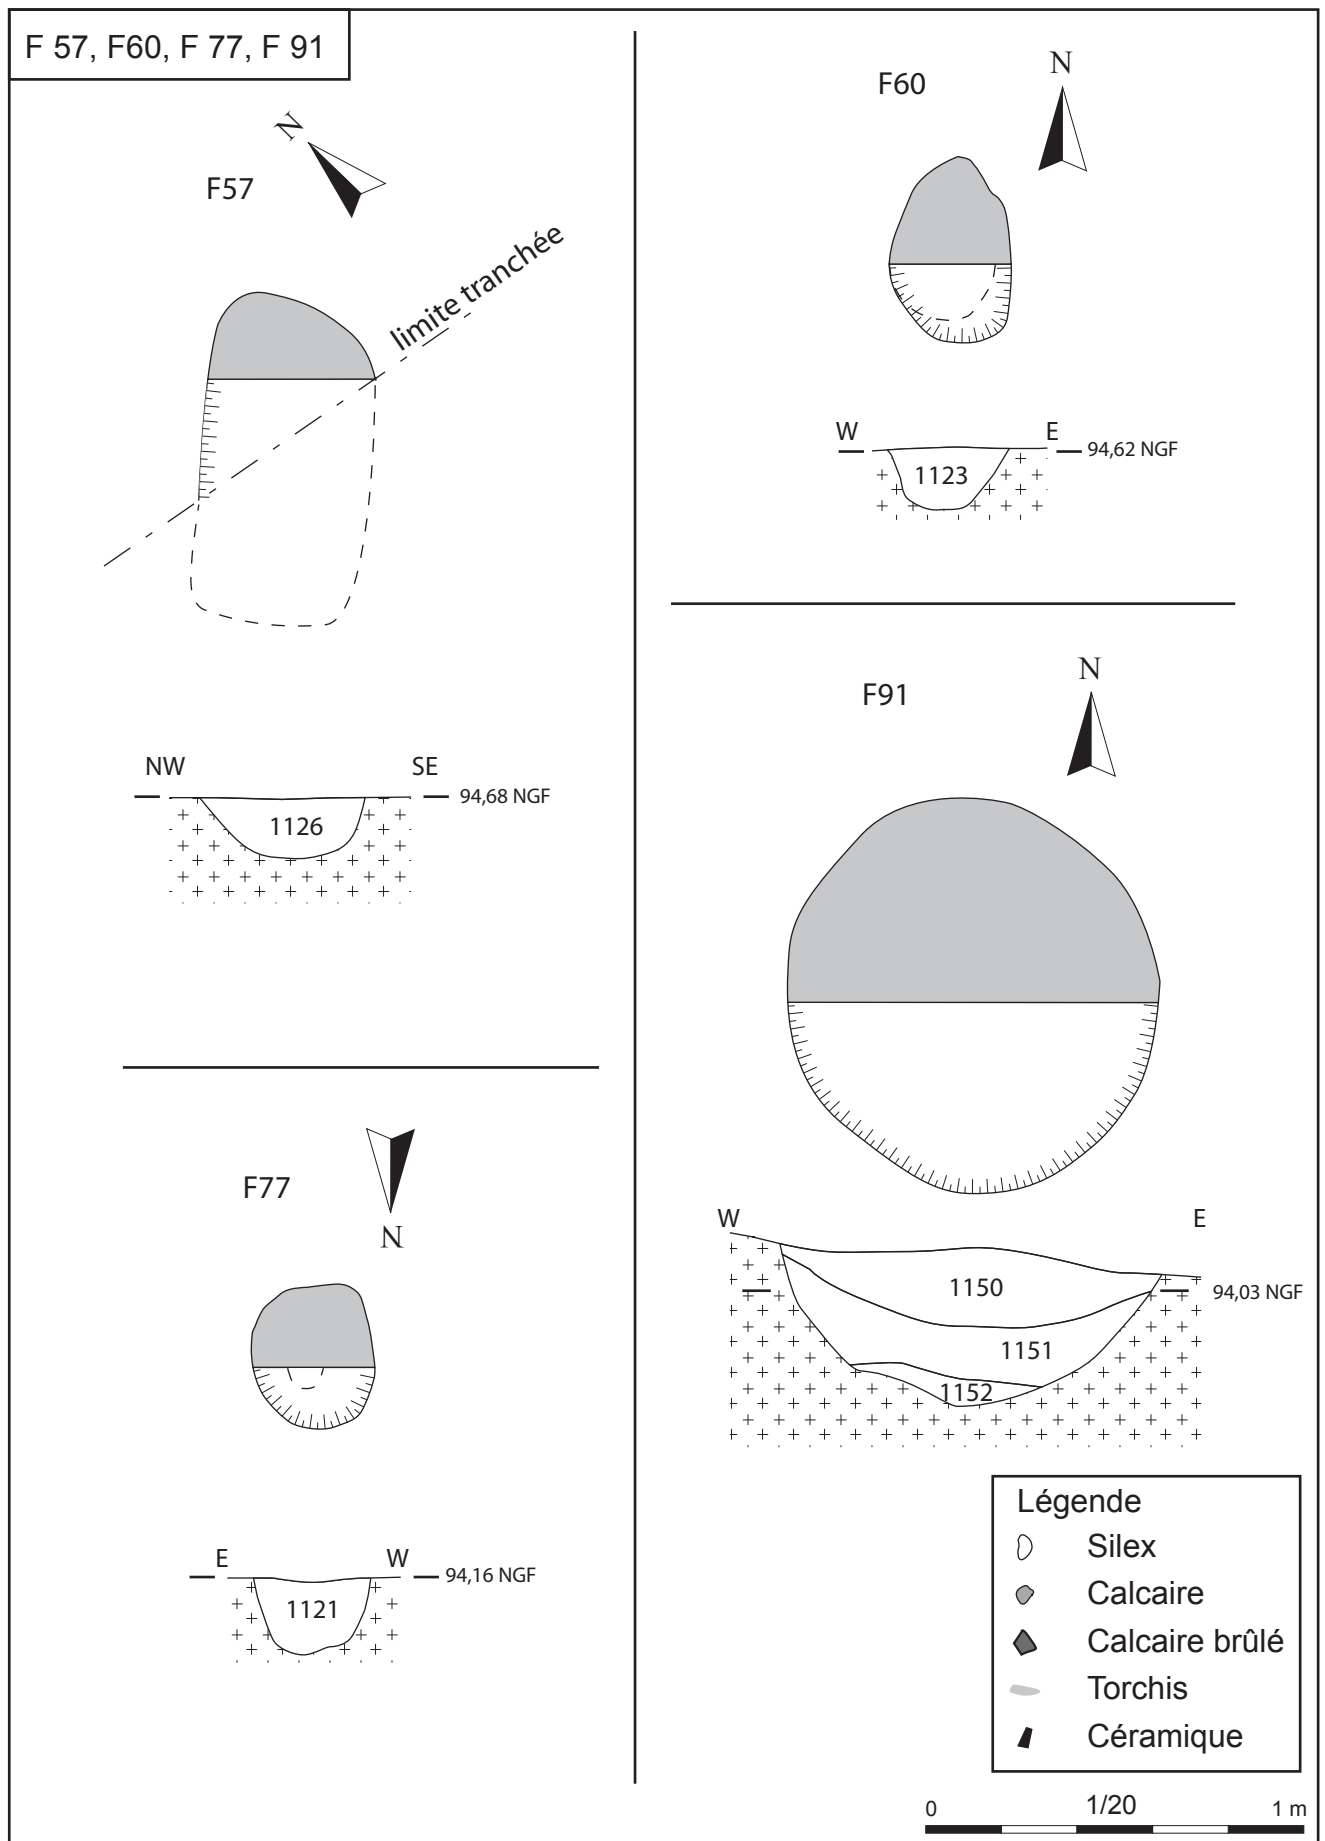 F 57, F60, F 77, F 91
N
F57
limite tranchée
NW SE
94,68 NGF
1126
F77
N
E W
94,16 NGF
1121
N
F60
W E
94,62 NGF
1123
N
F91
W E
1150
94,03 NGF
1151
1152
Légende
Silex
Calcaire
Calcaire brûlé
Torchis
Céramique
0 1/20 1 m